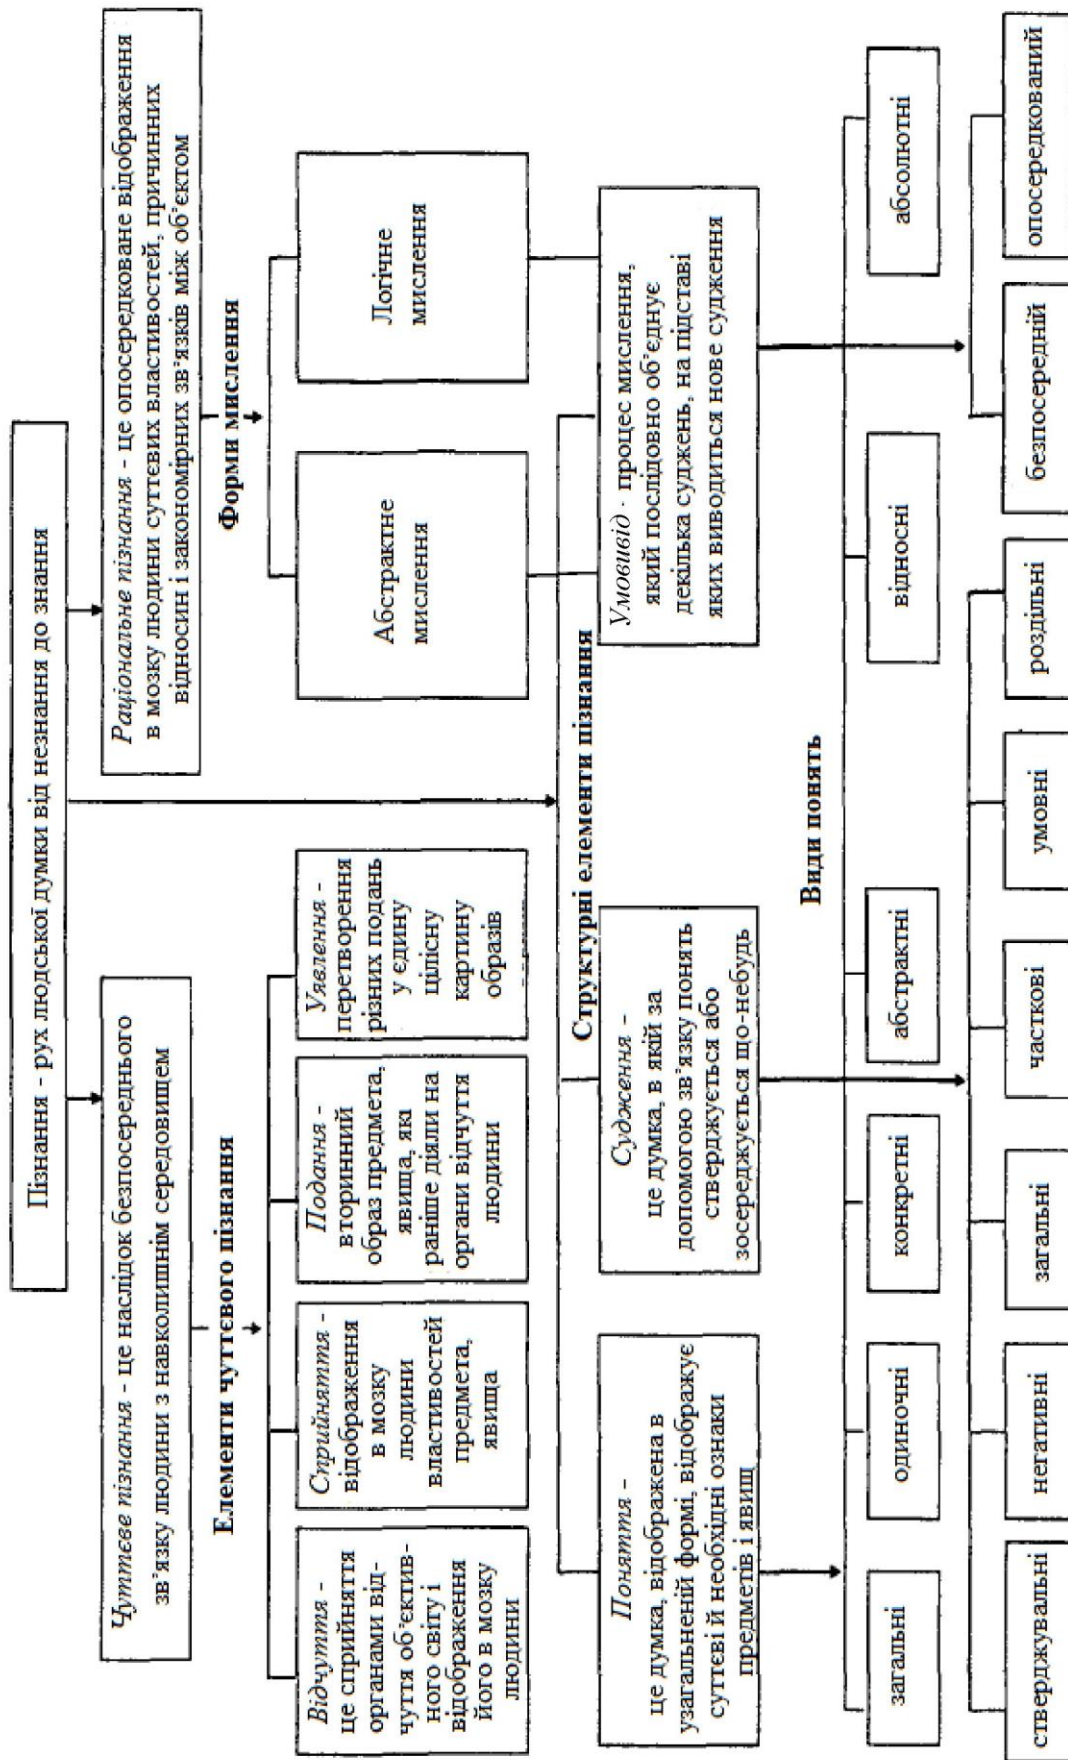 Пізнання - рух людської думки від незнання до знання
Чуттєве пізнання - це наслідок безпосереднього
зв'язку людини з навколишнім середовищем
Раціональне пізнання - це опосередковане відображення
в мозку людини суттєвих властивостей, причинних
відносин і закономірних зв'язків між об'єктом
Елементи чуттєвого пізнання
Форми мислення
Відчуття -
це сприйняття
органами від-
чуття об'єктив-
ного світу і
відображення
його в мозку
людини
Сприйняття -
відображення
в мозку
людини
властивостей
предмета,
явища
Подання -
вторинний
образ предмета,
явища, які
раніше діяли на
органи відчуття
людини
Уявлення -
перетворення
різних подань
у єдину
цілісну
картину
образів
Абстрактне
мислення
Логічне
мислення
Структурні елементи пізнання
Поняття -
це думка, відображена в
узагальненій формі, відображує
суттєві й необхідні ознаки
предметів і явищ
Судження -
це думка, в якій за
допомогою зв'язку понять
стверджується або
зосереджується що-небудь
Умовивід - процес мислення,
який послідовно об'єднує
декілька суджень, на підставі
яких виводиться нове судження
Види понять
загальні
одиночні
конкретні
абстрактні
відносні
абсолютні
стверджувальні
негативні
загальні
часткові
умовні
роздільні
безпосередній
опосередкований